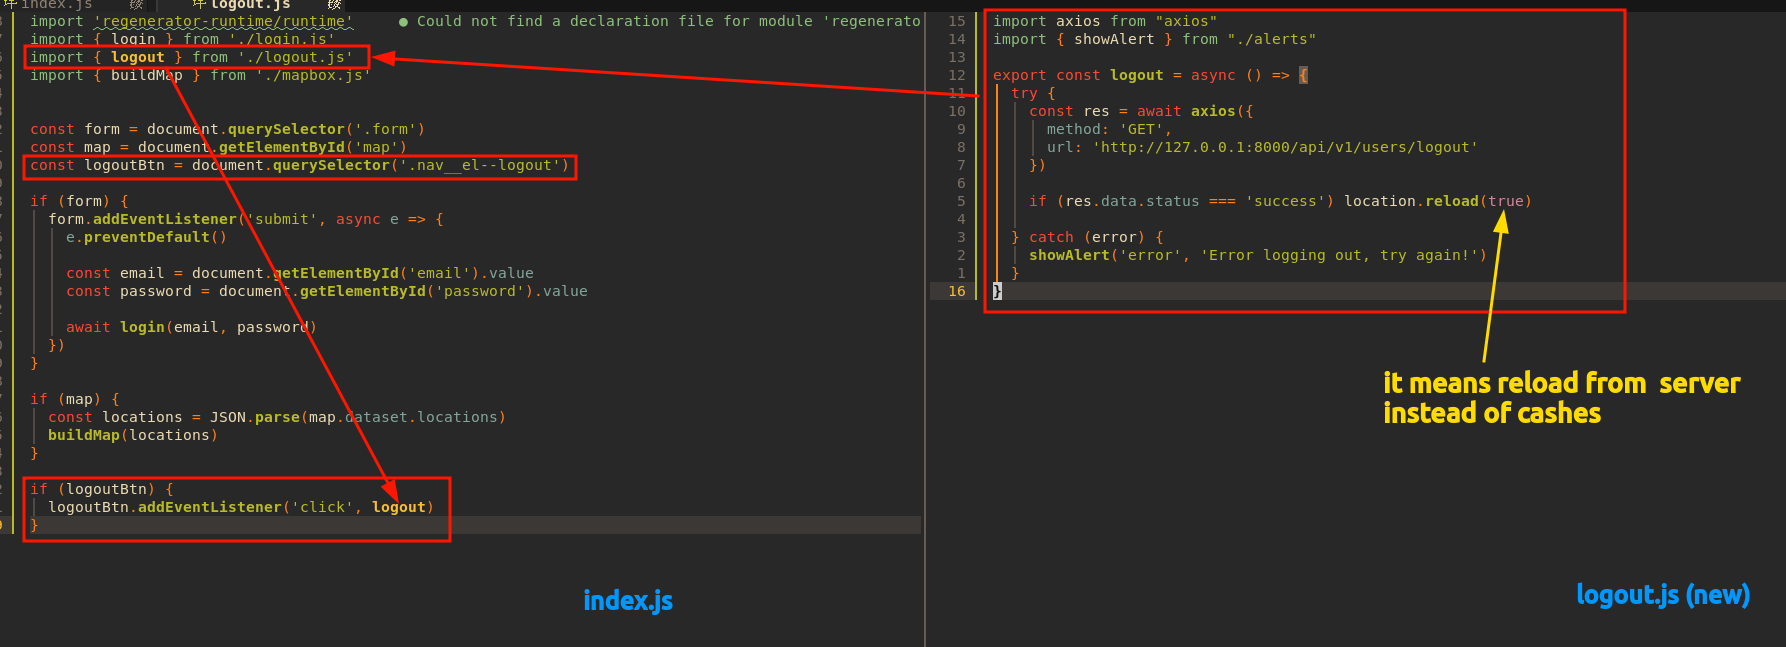 index.js
logout.js
import 'regenerator-runtime/runtime' ● Could not find a declaration file for module 'regenerato
import { login } from './login.js'
import { logout } from './logout.js'
import { buildMap } from './mapbox.js'
const form = document.querySelector('.form')
const map = document.getElementById('map')
const logoutBtn = document.querySelector('.nav__el--logout')
if (form) {
form.addEventListener('submit', async e => {
e.preventDefault()
const email = document.getElementById('email').value
const password = document.getElementById('password').value
await login(email, password)
})
}
if (map) {
const locations = JSON.parse(map.dataset.locations)
buildMap(locations)
}
if (logoutBtn) {
logoutBtn.addEventListener('click', logout)
}
index.js
15 import axios from "axios"
14 import { showAlert } from "./alerts"
13
12 export const logout = async () => {
11 try {
10 const res = await axios({
9 method: 'GET',
8 url: 'http://127.0.0.1:8000/api/v1/users/logout'
7 })
6
5 if (res.data.status === 'success') location.reload(true)
4
3 } catch (error) {
2 showAlert('error', 'Error logging out, try again!')
1 }
16 }
it means reload from server
instead of cashes
logout.js (new)